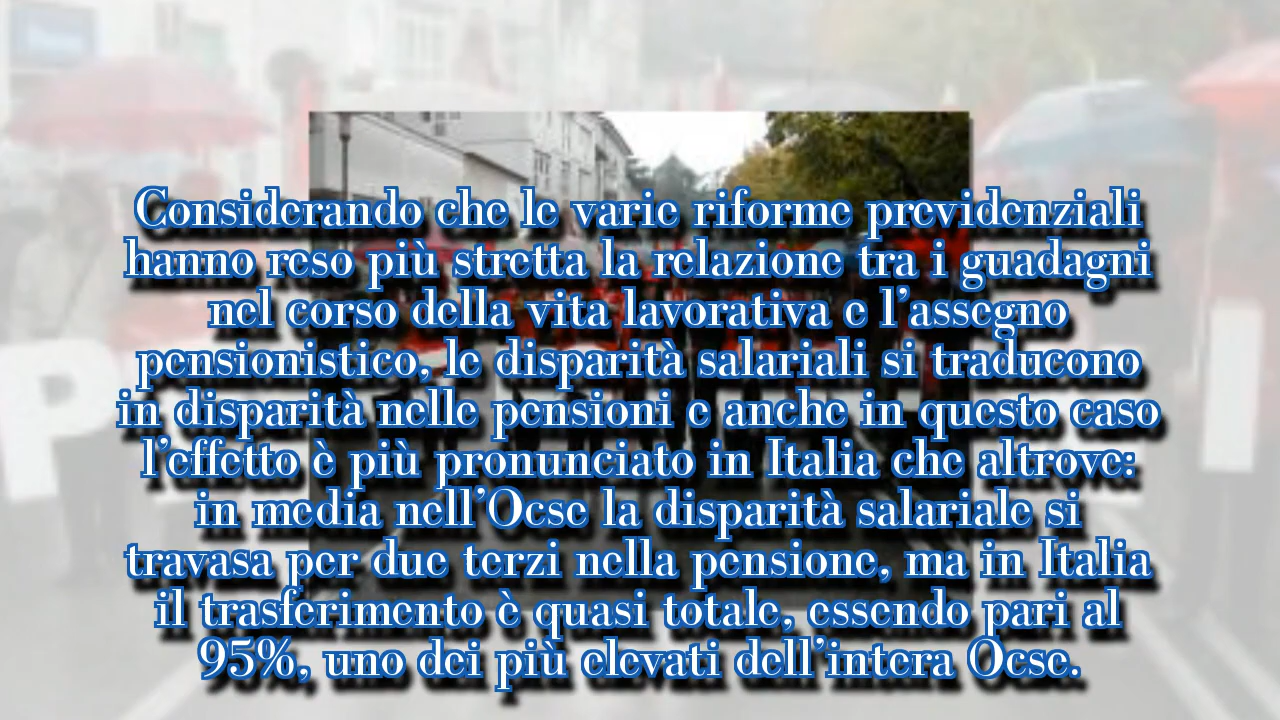 Considerando che le varie riforme previdenziali
hanno reso più stretta la relazione tra i guadagni
nel corso della vita lavorativa e l'assegno
pensionistico, le disparità salariali si traducono
in disparità nelle pensioni e anche in questo caso
l'effetto è più pronunciato in Italia che altrove:
in media nell'Ocse la disparità salariale si
travasa per due terzi nella pensione, ma in Italia
il trasferimento è quasi totale, essendo pari al
95%, uno dei più elevati dell'intera Ocse.